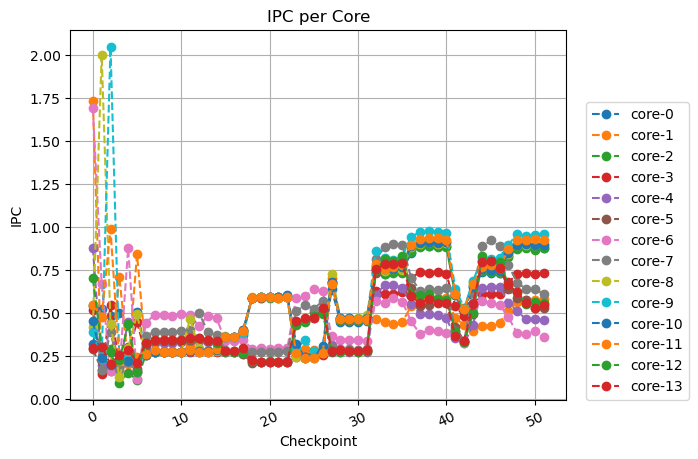 IPC per Core
IPC
2.00
1.75
1.50
1.25
1.00
0.75
0.50
0.25
0.00
0
10
20
30
40
50
Checkpoint
core-0
core-1
core-2
core-3
core-4
core-5
core-6
core-7
core-8
core-9
core-10
core-11
core-12
core-13